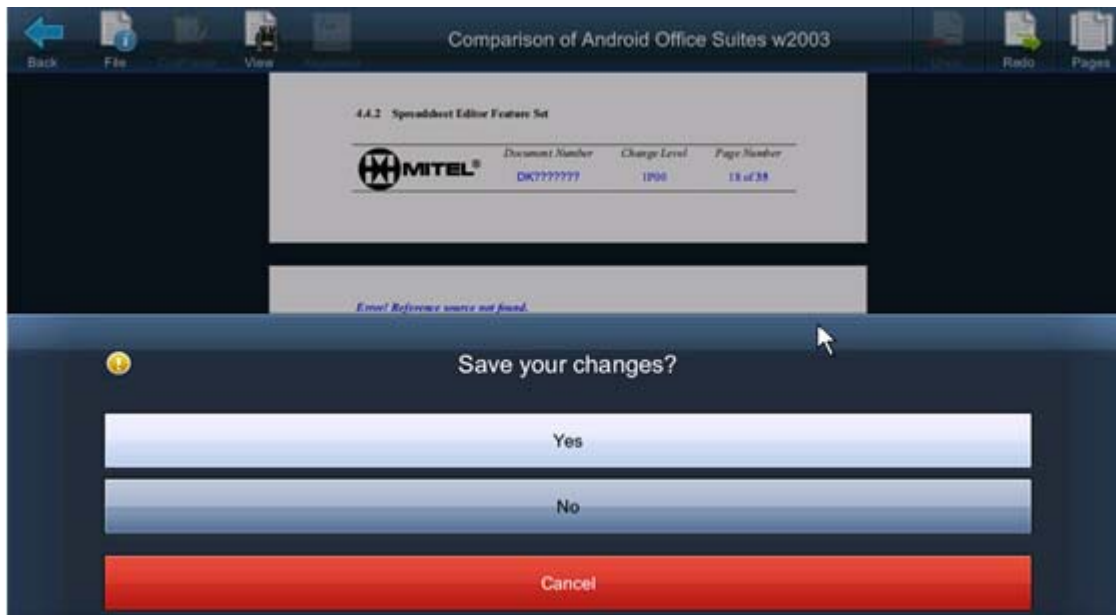 Comparison of Android Office Suites w2003
Back File View Redo Pages
4.4.2 Spreadsheet Editor Feature Set
Document Number Change Level Page Number
MITEL®
DK??????? 1P00 18 of 35
Error! Reference source not found.
Save your changes?
Yes
No
Cancel